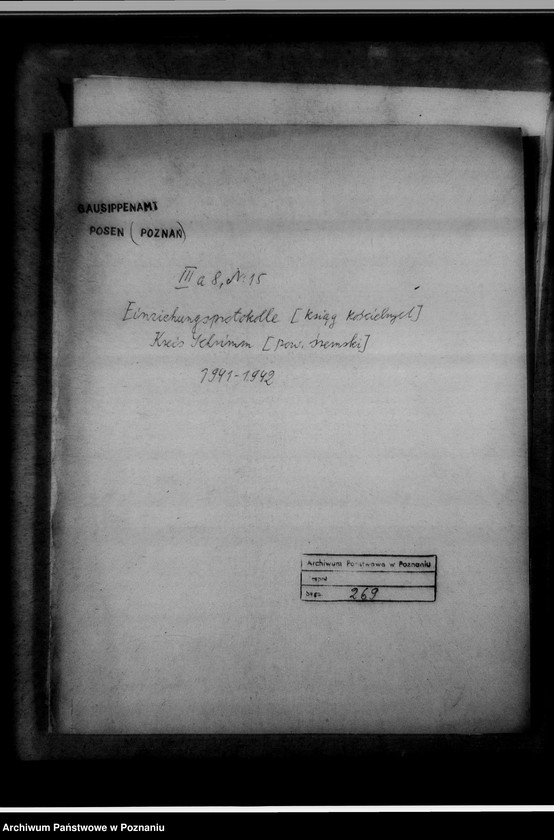 GAUSIPPENAMT
POSEN (POZNAŃ)
III a 8, Nr. 15
Einziehungsprotokolle [ksiąg kościelnych]
Kreis Schrimm [pow. śremski]
1941-1942
Archiwum Państwowe w Poznaniu
zespół
sygn. 269
Archiwum Państwowe w Poznaniu